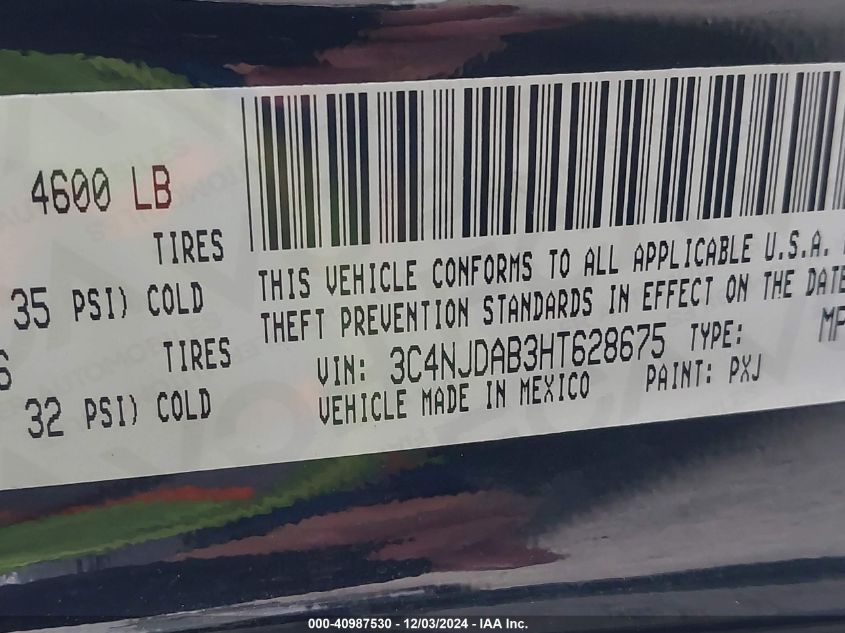 4600 LB
TIRES
35 PSI) COLD
TIRES
32 PSI) COLD
THIS VEHICLE CONFORMS TO ALL APPLICABLE U.S.A.
THEFT PREVENTION STANDARDS IN EFFECT ON THE DATE
VIN: 3C4NJDAB3HT628675 TYPE: MP
VEHICLE MADE IN MEXICO PAINT: PXJ
000-40987530 - 12/03/2024 - IAA Inc.